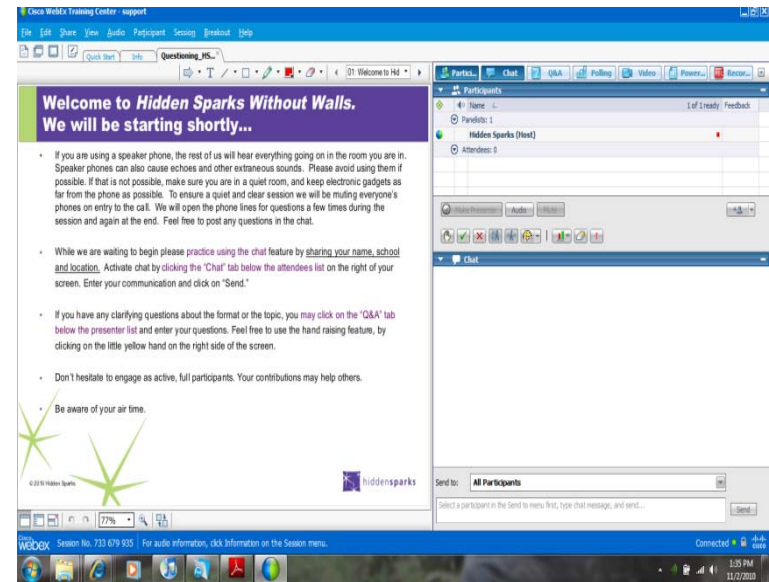 Cisco WebEx Training Center - support
File Edit Share View Audio Participant Session Breakout Help
Quick Start Info Questioning_HS...
T 01: Welcome to Hid
Partici... Chat Q&A Polling Video Power... Recor...
Welcome to Hidden Sparks Without Walls.
We will be starting shortly...
• If you are using a speaker phone, the rest of us will hear everything going on in the room you are in.
Speaker phones can also cause echoes and other extraneous sounds. Please avoid using them if
possible. If that is not possible, make sure you are in a quiet room, and keep electronic gadgets as
far from the phone as possible. To ensure a quiet and clear session we will be muting everyone's
phones on entry to the call. We will open the phone lines for questions a few times during the
session and again at the end. Feel free to post any questions in the chat.
• While we are waiting to begin please practice using the chat feature by sharing your name, school
and location. Activate chat by clicking the "Chat" tab below the attendees list on the right of your
screen. Enter your communication and click on "Send."
• If you have any clarifying questions about the format or the topic, you may click on the "Q&A" tab
below the presenter list and enter your questions. Feel free to use the hand raising feature, by
clicking on the little yellow hand on the right side of the screen.
• Don't hesitate to engage as active, full participants. Your contributions may help others.
• Be aware of your air time.
© 2010 Hidden Sparks
hiddensparks
Participants
Name 1 of 1 ready Feedback
Panelists: 1
Hidden Sparks (Host)
Attendees: 0
Make Presenter Audio Mute
Chat
Send to: All Participants
Select a participant in the Send to menu first, type chat message, and send...
Send
77%
Cisco webex Session No. 733 679 935 For audio information, click Information on the Session menu.
Connected
cisco
1:35 PM
11/2/2010